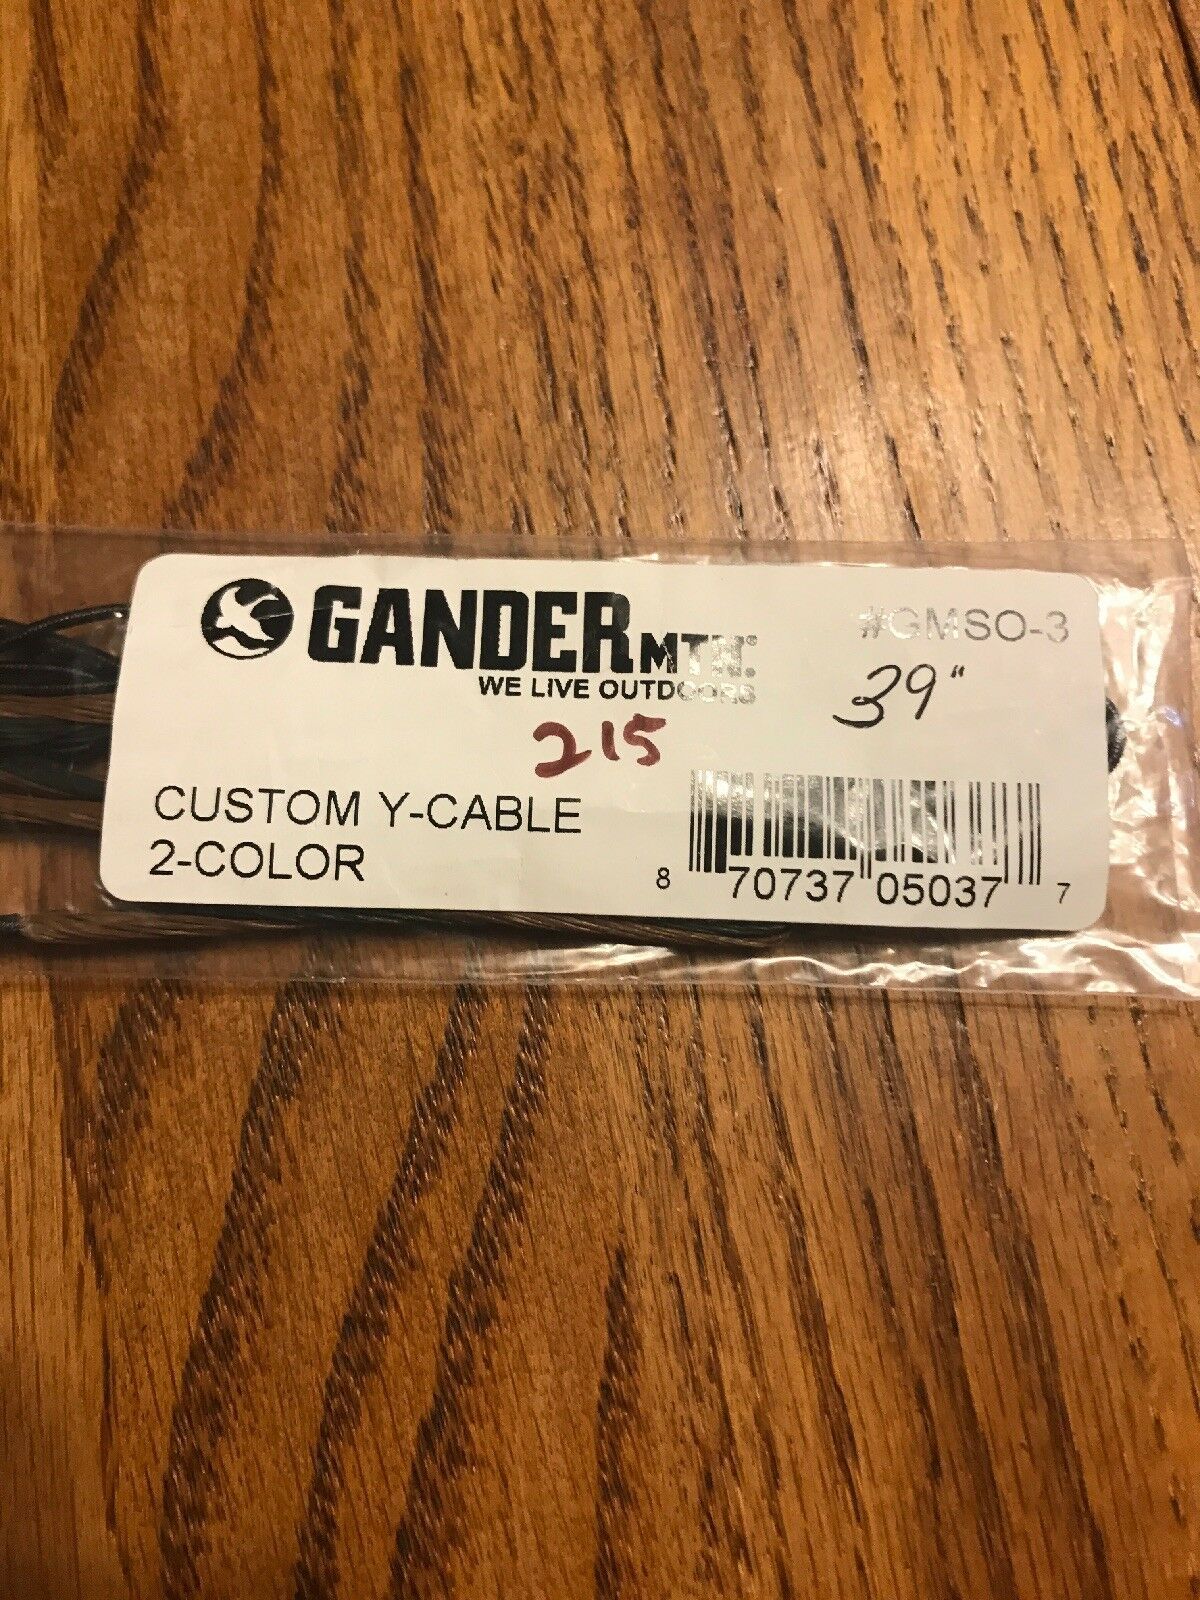 GANDER MTN.®
#GMSO-3
WE LIVE OUTDOORS
39"
215
CUSTOM Y-CABLE
2-COLOR
8 70737 05037 7